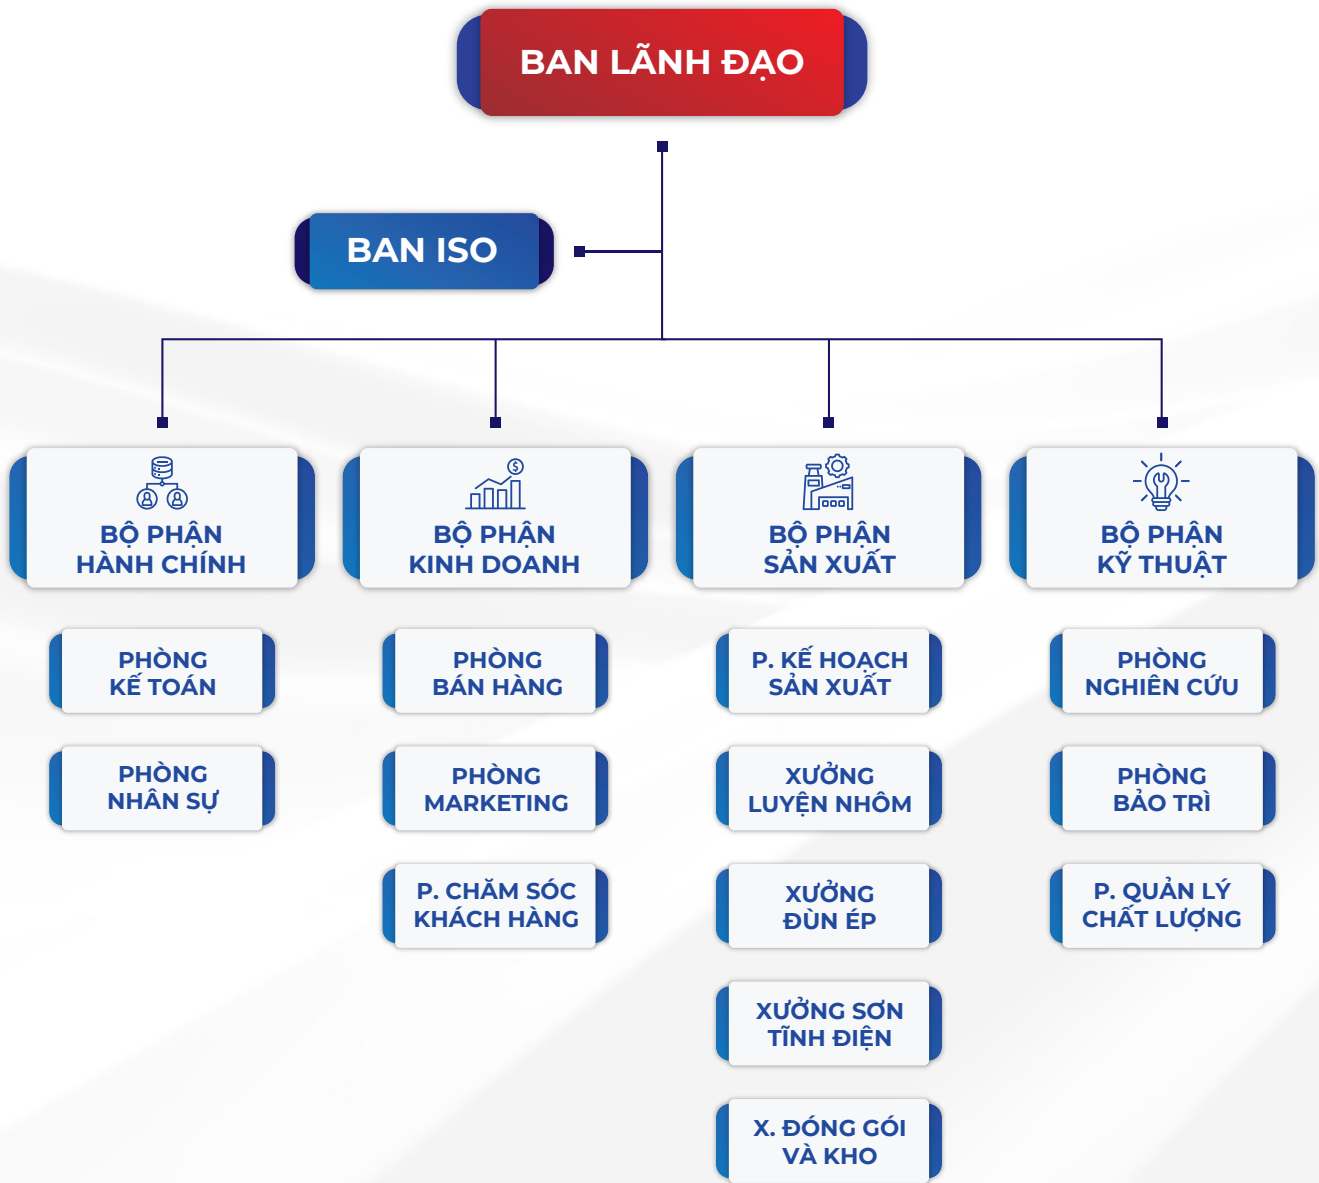 BAN LÃNH ĐẠO
BAN ISO
BỘ PHẬN
HÀNH CHÍNH
PHÒNG
KẾ TOÁN
PHÒNG
NHÂN SỰ
BỘ PHẬN
KINH DOANH
PHÒNG
BÁN HÀNG
PHÒNG
MARKETING
P. CHĂM SÓC
KHÁCH HÀNG
BỘ PHẬN
SẢN XUẤT
P. KẾ HOẠCH
SẢN XUẤT
XƯỞNG
LUYỆN NHÔM
XƯỞNG
ĐÙN ÉP
XƯỞNG SƠN
TĨNH ĐIỆN
X. ĐÓNG GÓI
VÀ KHO
BỘ PHẬN
KỸ THUẬT
PHÒNG
NGHIÊN CỨU
PHÒNG
BẢO TRÌ
P. QUẢN LÝ
CHẤT LƯỢNG